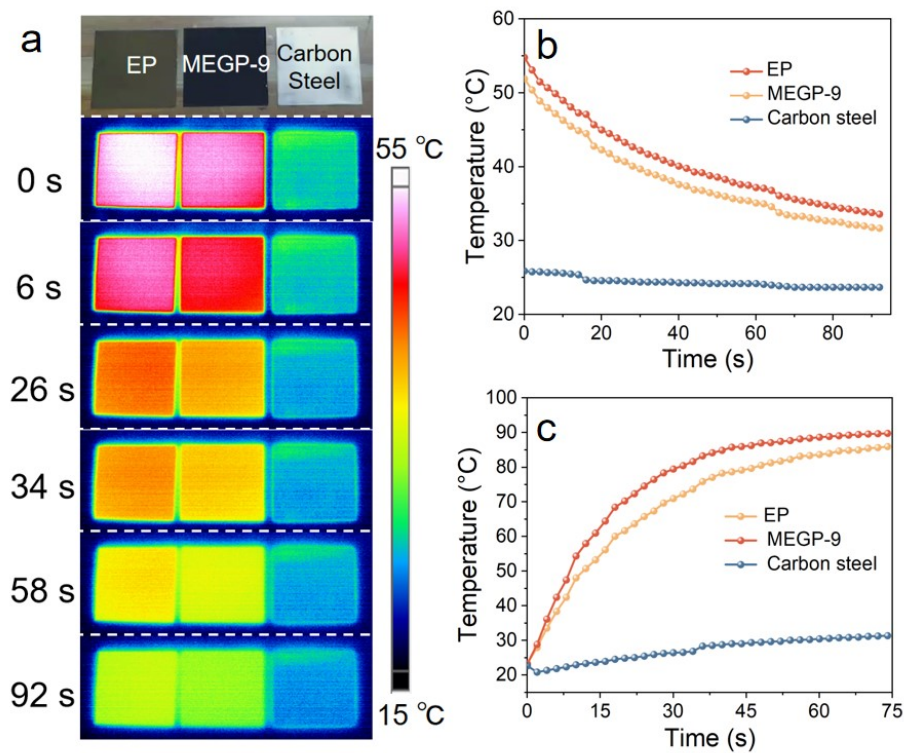 a
EP
MEGP-9
Carbon
Steel
55 ℃
0 s
6 s
26 s
34 s
58 s
92 s
15 ℃
b
EP
MEGP-9
Carbon steel
Temperature (°C)
60
50
40
30
20
0
20
40
60
80
Time (s)
c
EP
MEGP-9
Carbon steel
Temperature (°C)
100
90
80
70
60
50
40
30
20
10
0
15
30
45
60
75
Time (s)